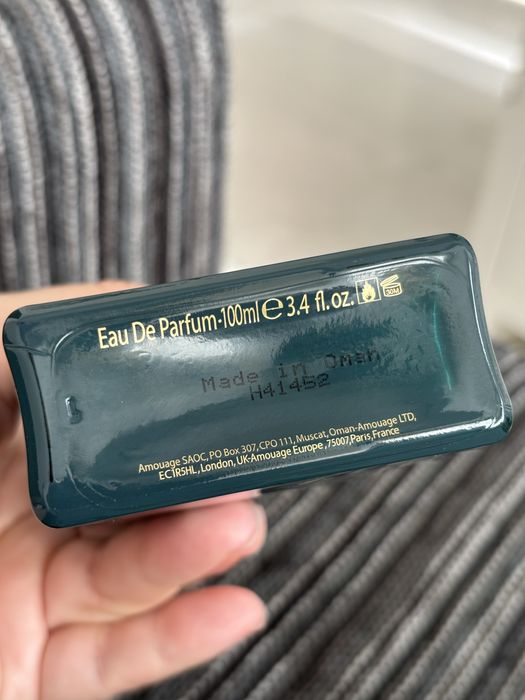 Eau De Parfum-100ml℮3.4 fl.oz.
30M
Made in Oman
H41452
Amouage SAOC, PO Box 307, CPO 111, Muscat, Oman-Amouage LTD,
EC1R5HL, London, UK-Amouage Europe ,75007,Paris,France